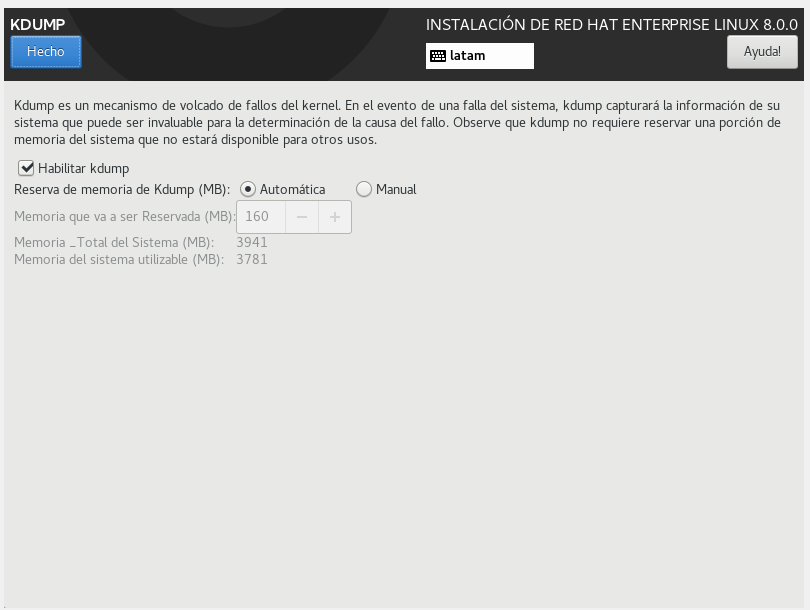 KDUMP
INSTALACIÓN DE RED HAT ENTERPRISE LINUX 8.0.0
Hecho
latam
Ayuda!
Kdump es un mecanismo de volcado de fallos del kernel. En el evento de una falla del sistema, kdump capturará la información de su
sistema que puede ser invaluable para la determinación de la causa del fallo. Observe que kdump no requiere reservar una porción de
memoria del sistema que no estará disponible para otros usos.
Habilitar kdump
Reserva de memoria de Kdump (MB): Automática Manual
Memoria que va a ser Reservada (MB): 160 − +
Memoria _Total del Sistema (MB): 3941
Memoria del sistema utilizable (MB): 3781